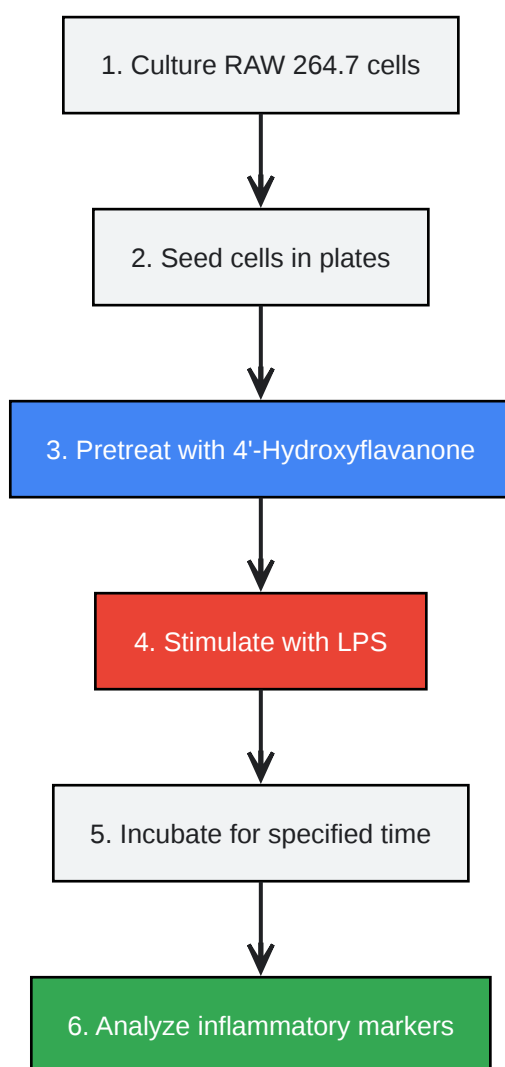 1. Culture RAW 264.7 cells
2. Seed cells in plates
3. Pretreat with 4'-Hydroxyflavanone
4. Stimulate with LPS
5. Incubate for specified time
6. Analyze inflammatory markers